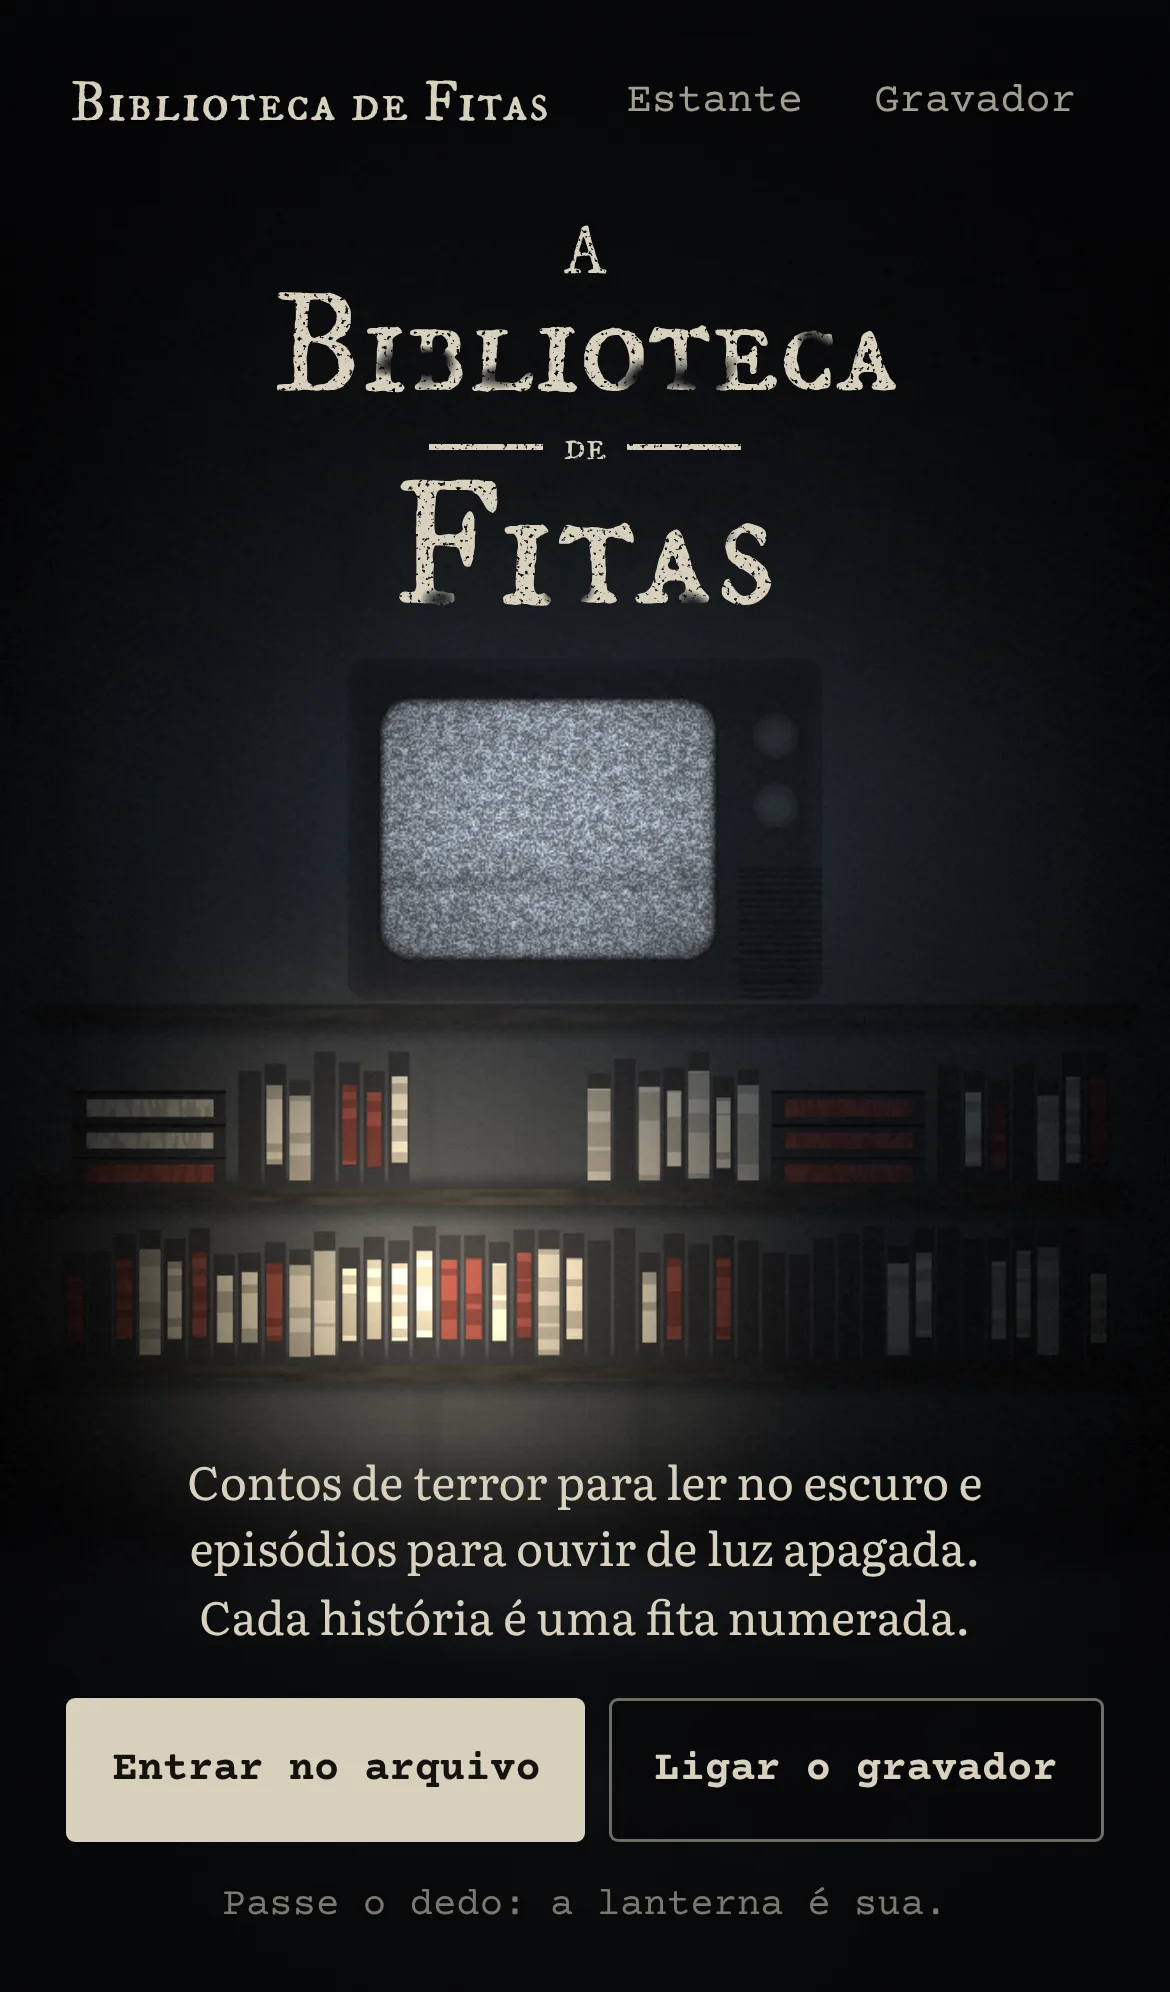 Biblioteca de Fitas Estante Gravador
A
Biblioteca
de
Fitas
Contos de terror para ler no escuro e
episódios para ouvir de luz apagada.
Cada história é uma fita numerada.
Entrar no arquivo Ligar o gravador
Passe o dedo: a lanterna é sua.